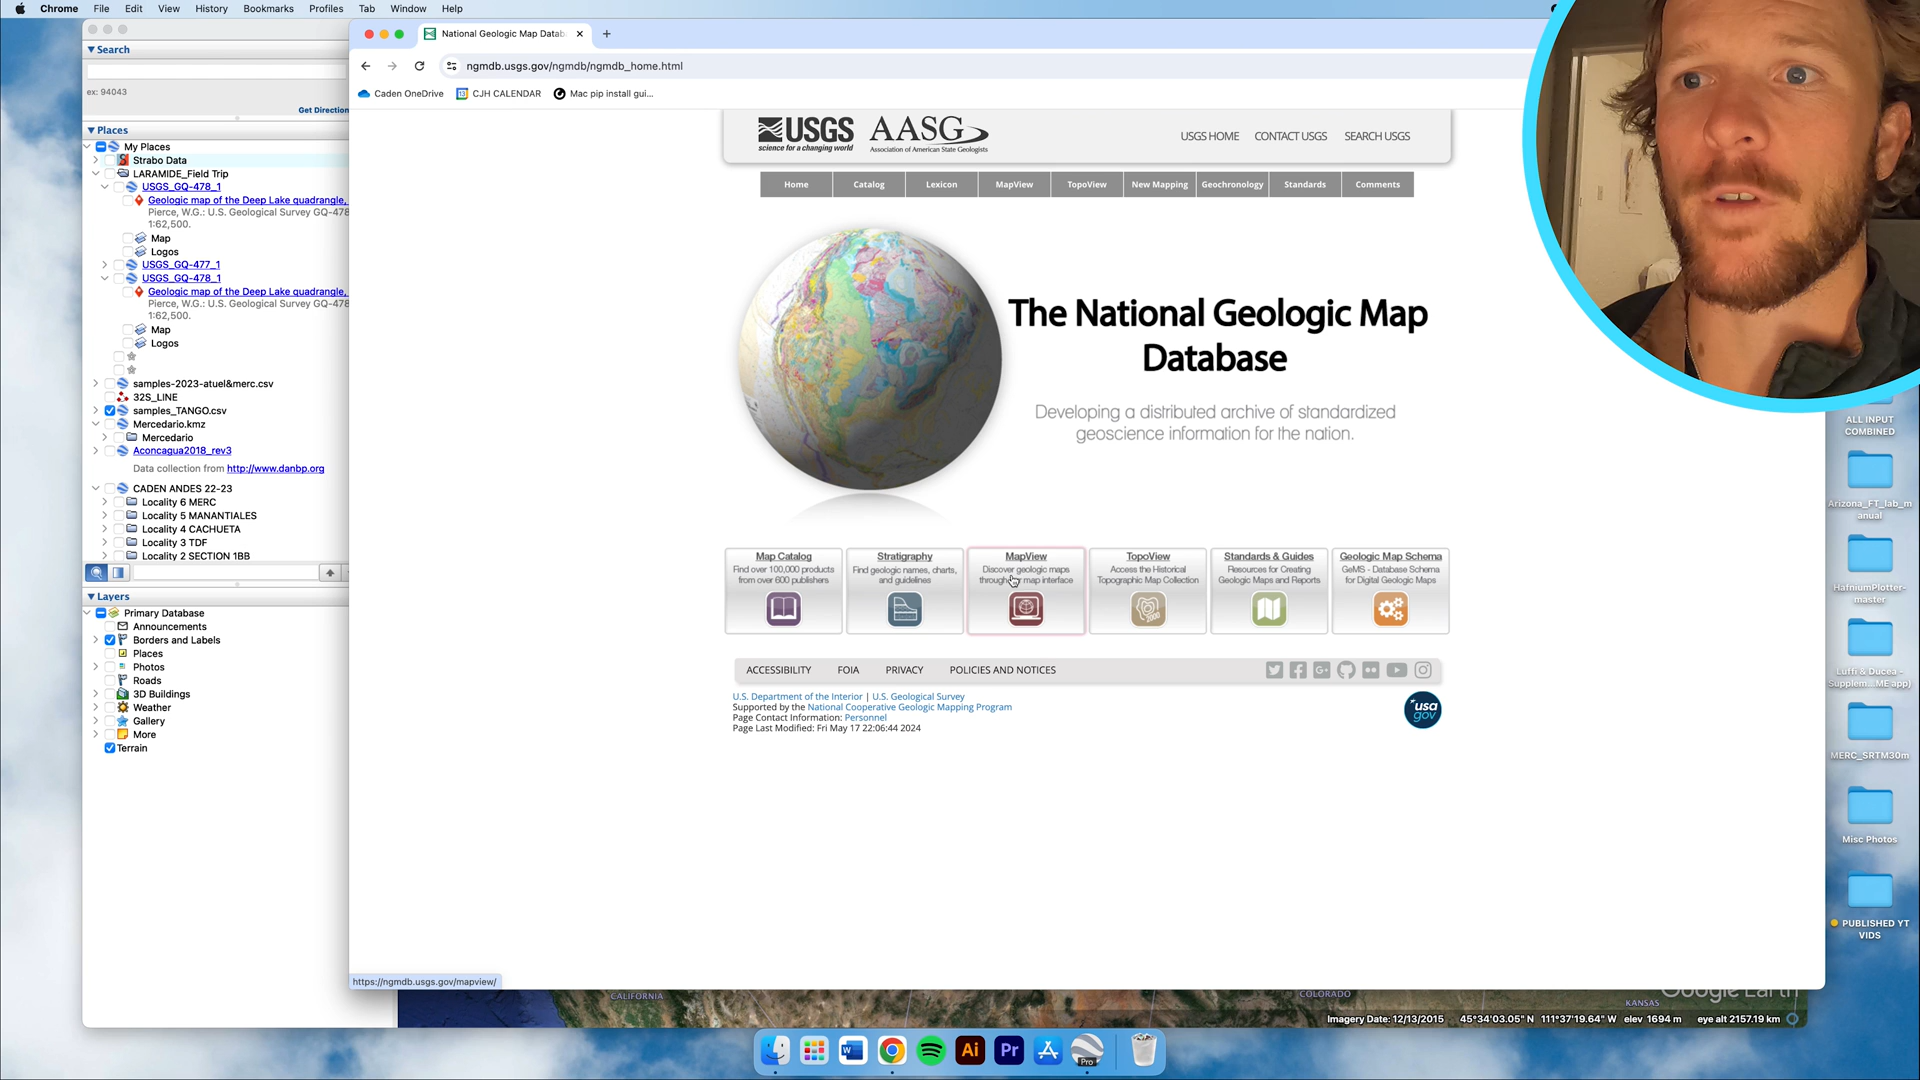 Chrome File Edit View History Bookmarks Profiles Tab Window Help
Search
ex: 94043
Get Direction
Places
My Places
Strabo Data
LARAMIDE_Field Trip
USGS_GQ-478_1
Geologic map of the Deep Lake quadrangle,
Pierce, W.G.: U.S. Geological Survey GQ-478
1:62,500.
Map
Logos
USGS_GQ-477_1
USGS_GQ-478_1
Geologic map of the Deep Lake quadrangle,
Pierce, W.G.: U.S. Geological Survey GQ-478
1:62,500.
Map
Logos
samples-2023-atuel&merc.csv
32S_LINE
samples_TANGO.csv
Mercedario.kmz
Mercedario
Aconcagua2018_rev3
Data collection from http://www.danbp.org
CADEN ANDES 22-23
Locality 6 MERC
Locality 5 MANANTIALES
Locality 4 CACHUETA
Locality 3 TDF
Locality 2 SECTION 1BB
Layers
Primary Database
Announcements
Borders and Labels
Places
Photos
Roads
3D Buildings
Weather
Gallery
More
Terrain
National Geologic Map Datab
ngmdb.usgs.gov/ngmdb/ngmdb_home.html
Caden OneDrive CJH CALENDAR Mac pip install gui...
USGS
science for a changing world
AASG
Association of American State Geologists
USGS HOME CONTACT USGS SEARCH USGS
Home Catalog Lexicon MapView TopoView New Mapping Geochronology Standards Comments
The National Geologic Map
Database
Developing a distributed archive of standardized
geoscience information for the nation.
Map Catalog
Find over 100,000 products
from over 600 publishers
Stratigraphy
Find geologic names, charts,
and guidelines
MapView
Discover geologic maps
through map interface
TopoView
Access the Historical
Topographic Map Collection
Standards & Guides
Resources for Creating
Geologic Maps and Reports
Geologic Map Schema
GeMS - Database Schema
for Digital Geologic Maps
ACCESSIBILITY FOIA PRIVACY POLICIES AND NOTICES
U.S. Department of the Interior | U.S. Geological Survey
Supported by the National Cooperative Geologic Mapping Program
Page Contact Information: Personnel
Page Last Modified: Fri May 17 22:06:44 2024
usa
gov
https://ngmdb.usgs.gov/mapview/
CALIFORNIA
COLORADO
KANSAS
Google Earth
Imagery Date: 12/13/2015 45°34'03.05" N 111°37'19.64" W elev 1694 m eye alt 2157.19 km
ALL INPUT
COMBINED
Arizona_FT_lab_m
anual
HafniumPlotter-
master
Luffi & Ducea -
Supplem...ME app)
MERC_SRTM30m
Misc Photos
PUBLISHED YT
VIDS
W
Ai
Pr
Pro